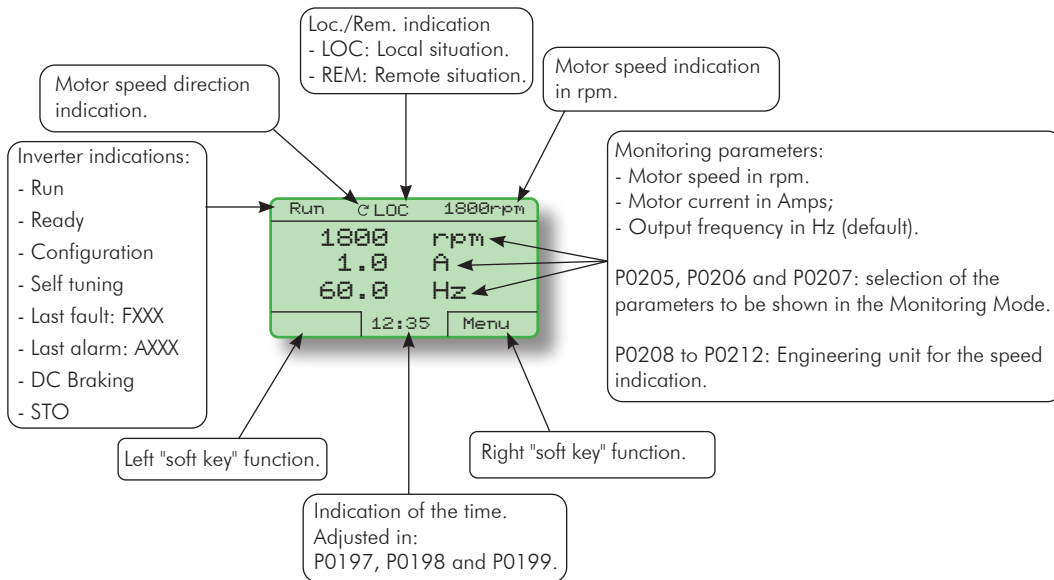 Loc./Rem. indication
- LOC: Local situation.
- REM: Remote situation.
Motor speed direction
indication.
Motor speed indication
in rpm.
Inverter indications:
- Run
- Ready
- Configuration
- Self tuning
- Last fault: FXXX
- Last alarm: AXXX
- DC Braking
- STO
Run LOC 1800rpm
1800 rpm
1.0 A
60.0 Hz
12:35 Menu
Monitoring parameters:
- Motor speed in rpm.
- Motor current in Amps;
- Output frequency in Hz (default).
P0205, P0206 and P0207: selection of the
parameters to be shown in the Monitoring Mode.
P0208 to P0212: Engineering unit for the speed
indication.
Left "soft key" function.
Right "soft key" function.
Indication of the time.
Adjusted in:
P0197, P0198 and P0199.